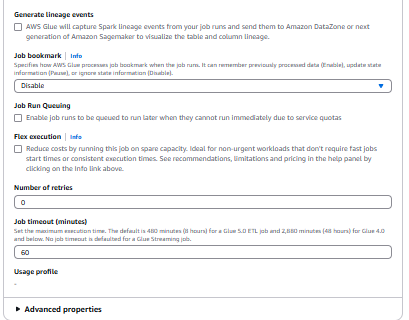 Generate lineage events
AWS Glue will capture Spark lineage events from your job runs and send them to Amazon DataZone or next
generation of Amazon Sagemaker to visualize the table and column lineage.
Job bookmark | Info
Specifies how AWS Glue processes job bookmark when the job runs. It can remember previously processed data (Enable), update state
information (Pause), or ignore state information (Disable).
Disable
Job Run Queuing
Enable job runs to be queued to run later when they cannot run immediately due to service quotas
Flex execution | Info
Reduce costs by running this job on spare capacity. Ideal for non-urgent workloads that don't require fast jobs
start times or consistent execution times. See recommendations, limitations and pricing in the help panel by
clicking on the Info link above.
Number of retries
0
Job timeout (minutes)
Set the maximum execution time. The default is 480 minutes (8 hours) for a Glue 5.0 ETL job and 2,880 minutes (48 hours) for Glue 4.0
and below. No job timeout is defaulted for a Glue Streaming job.
60
Usage profile
-
Advanced properties